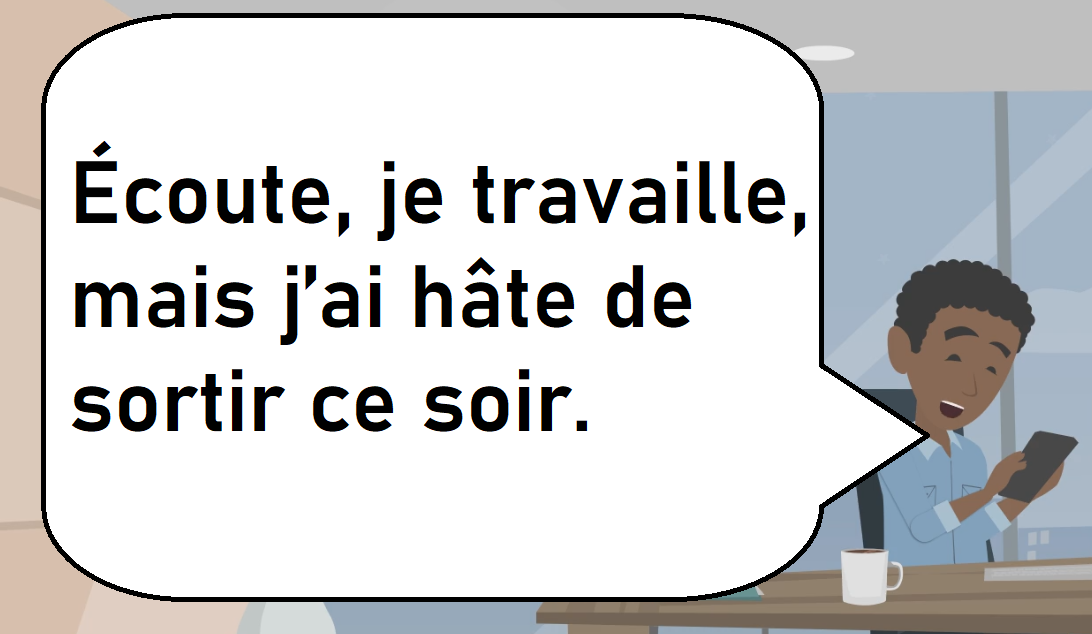 Écoute, je travaille,
mais j'ai hâte de
sortir ce soir.